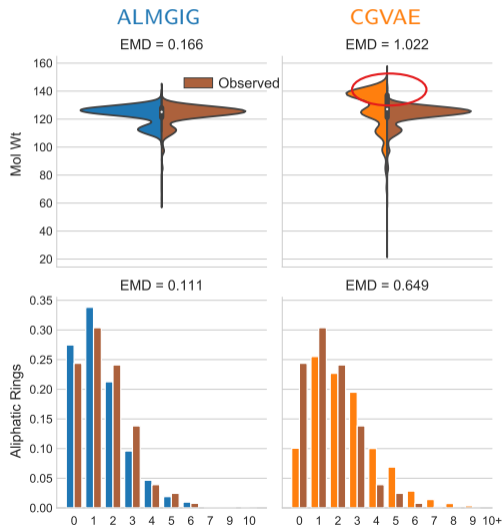 ALMGIG CGVAE
EMD = 0.166 EMD = 1.022
160
140
120
100
80
60
40
20
Mol Wt
Observed
EMD = 0.111 EMD = 0.649
0.35
0.30
0.25
0.20
0.15
0.10
0.05
0.00
Aliphatic Rings
0 1 2 3 4 5 6 7 9 10
0 1 2 3 4 5 6 7 8 9 10+